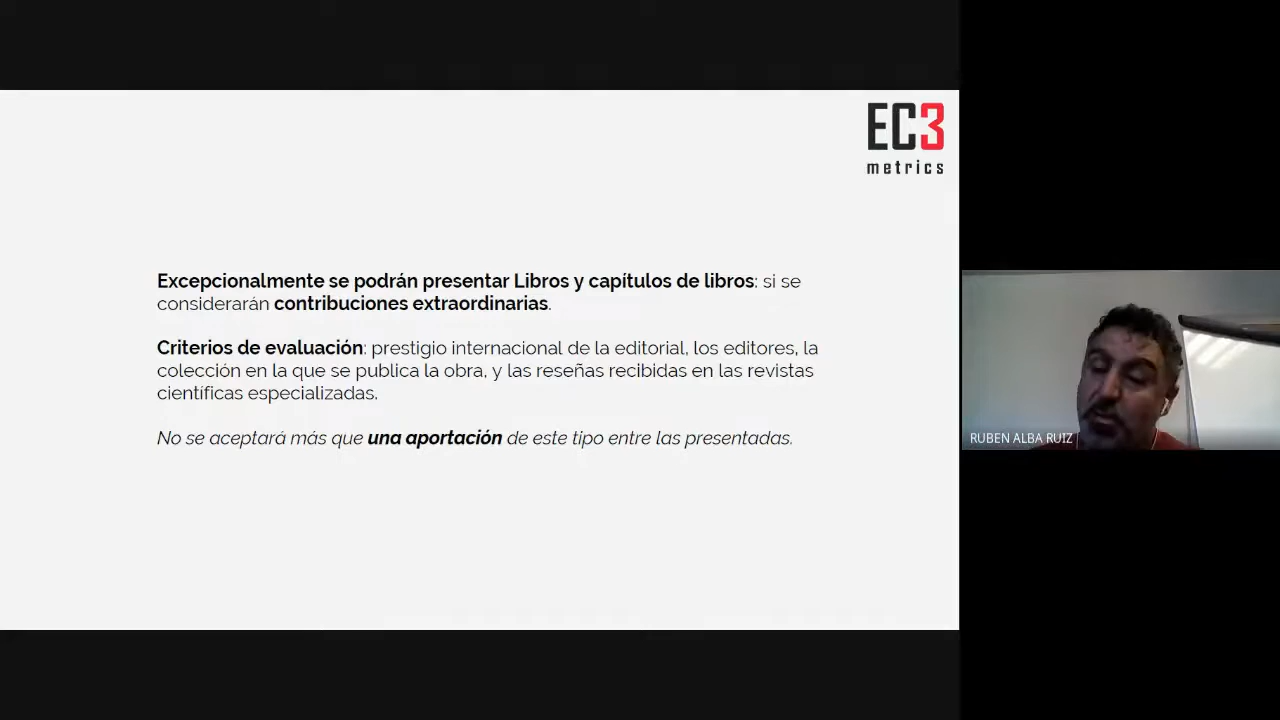 EC3
metrics
Excepcionalmente se podrán presentar Libros y capítulos de libros: si se
considerarán contribuciones extraordinarias.
Criterios de evaluación: prestigio internacional de la editorial, los editores, la
colección en la que se publica la obra, y las reseñas recibidas en las revistas
científicas especializadas.
No se aceptará más que una aportación de este tipo entre las presentadas.
RUBEN ALBA RUIZ